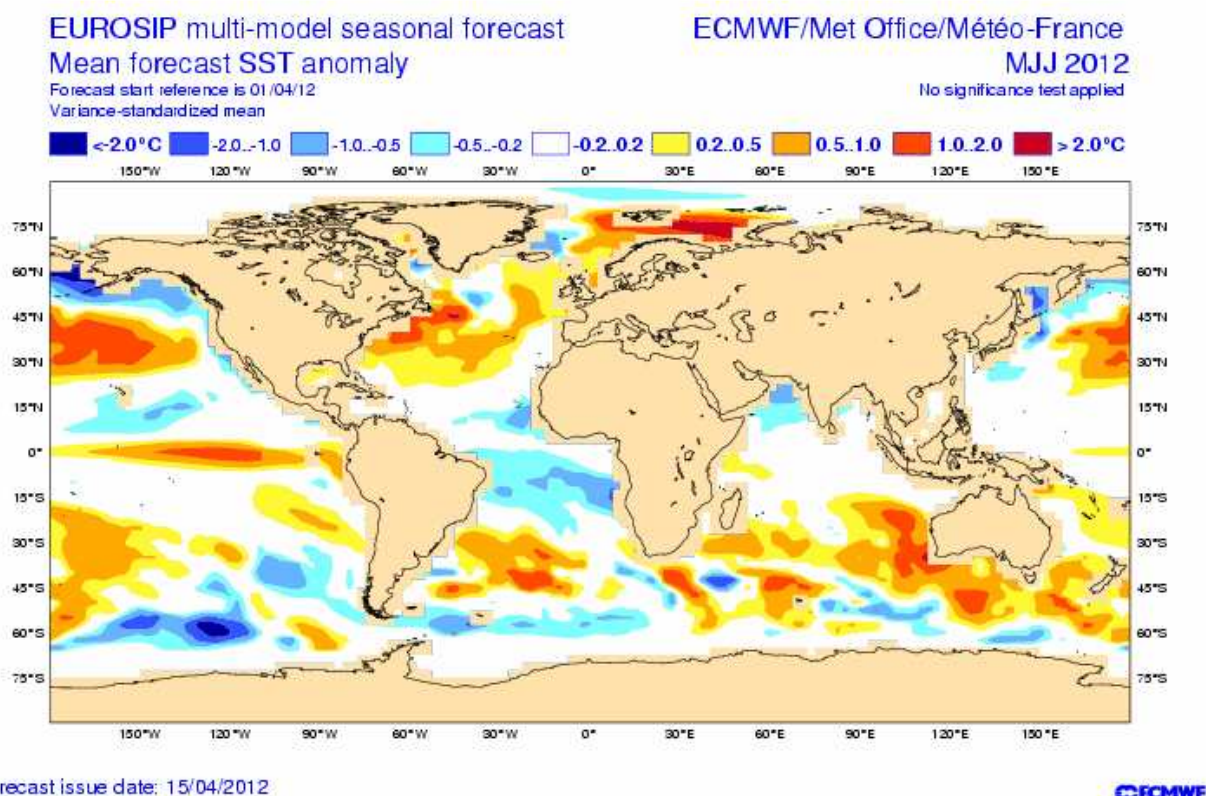 EUROSIP multi-model seasonal forecast
ECMWF/Met Office/Météo-France
Mean forecast SST anomaly
MJJ 2012
Forecast start reference is 01/04/12
No significance test applied
Variance-standardized mean
<-2.0°C -2.0..-1.0 -1.0..-0.5 -0.5..-0.2 -0.2..0.2 0.2..0.5 0.5..1.0 1.0..2.0 > 2.0°C
150°W 120°W 90°W 60°W 30°W 0° 30°E 60°E 90°E 120°E 150°E
75°N 75°N
60°N 60°N
45°N 45°N
30°N 30°N
15°N 15°N
0° 0°
15°S 15°S
30°S 30°S
45°S 45°S
60°S 60°S
75°S 75°S
150°W 120°W 90°W 60°W 30°W 0° 30°E 60°E 90°E 120°E 150°E
recast issue date: 15/04/2012
ECMWF